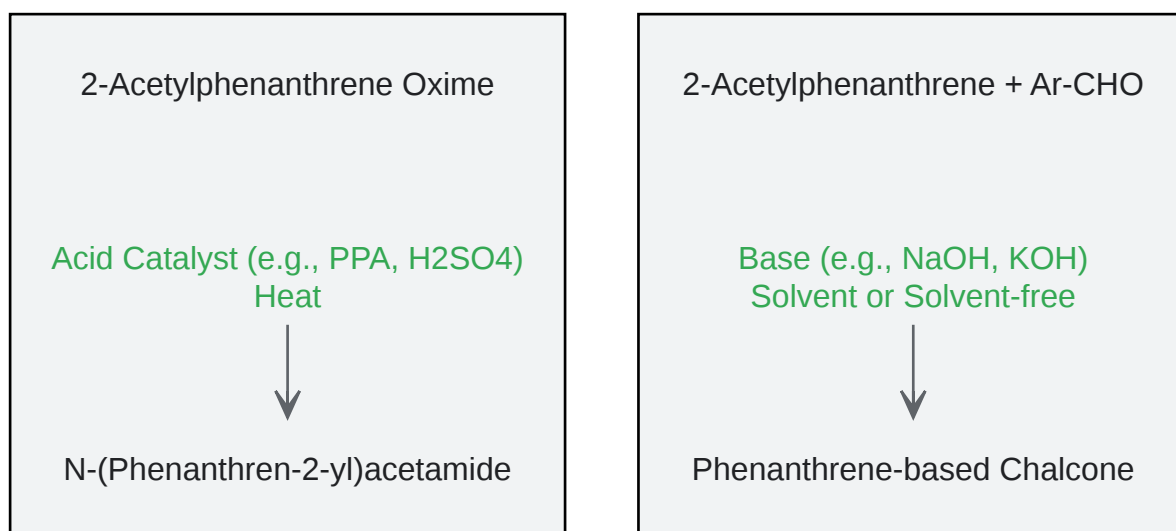 2-Acetylphenanthrene Oxime
Acid Catalyst (e.g., PPA, H2SO4)
Heat
N-(Phenanthren-2-yl)acetamide
2-Acetylphenanthrene + Ar-CHO
Base (e.g., NaOH, KOH)
Solvent or Solvent-free
Phenanthrene-based Chalcone